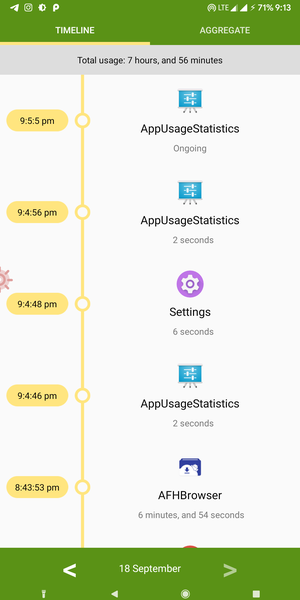 LTE 71% 9:13
TIMELINE AGGREGATE
Total usage: 7 hours, and 56 minutes
9:5:5 pm
AppUsageStatistics
Ongoing
9:4:56 pm
AppUsageStatistics
2 seconds
9:4:48 pm
Settings
6 seconds
9:4:46 pm
AppUsageStatistics
2 seconds
8:43:53 pm
AFHBrowser
6 minutes, and 54 seconds
< 18 September >